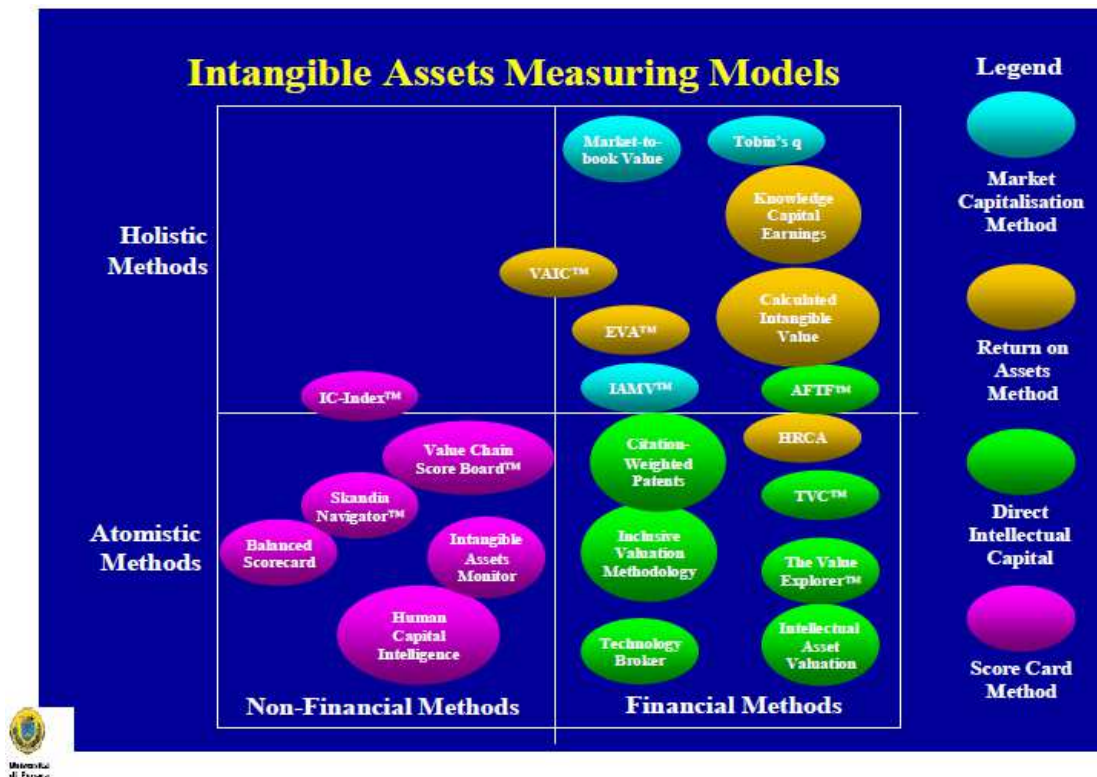 Intangible Assets Measuring Models
Legend
Market-to-
book Value
Tobin's q
Market
Capitalisation
Method
Knowledge
Capital
Earnings
Holistic
Methods
VAIC™
Calculated
Intangible
Value
EVA™
Return on
Assets
Method
IC-Index™
IAMV™
AFTF™
Value Chain
Score Board™
Citation-
Weighted
Patents
HRCA
Skandia
Navigator™
TVC™
Atomistic
Methods
Balanced
Scorecard
Intangible
Assets
Monitor
Inclusive
Valuation
Methodology
The Value
Explorer™
Direct
Intellectual
Capital
Human
Capital
Intelligence
Technology
Broker
Intellectual
Asset
Valuation
Score Card
Method
Non-Financial Methods
Financial Methods